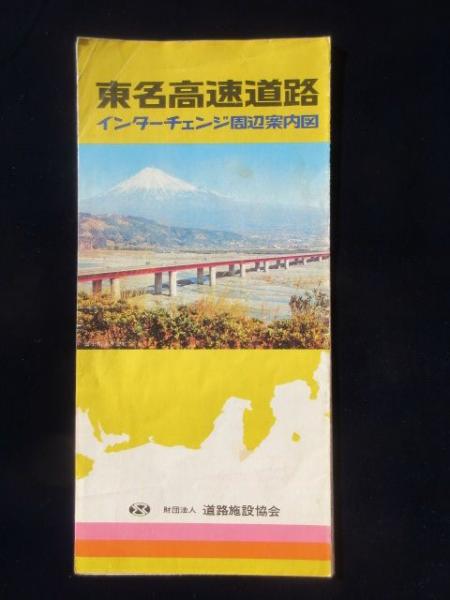 東名高速道路
インターチェンジ周辺案内図
財団法人 道路施設協会